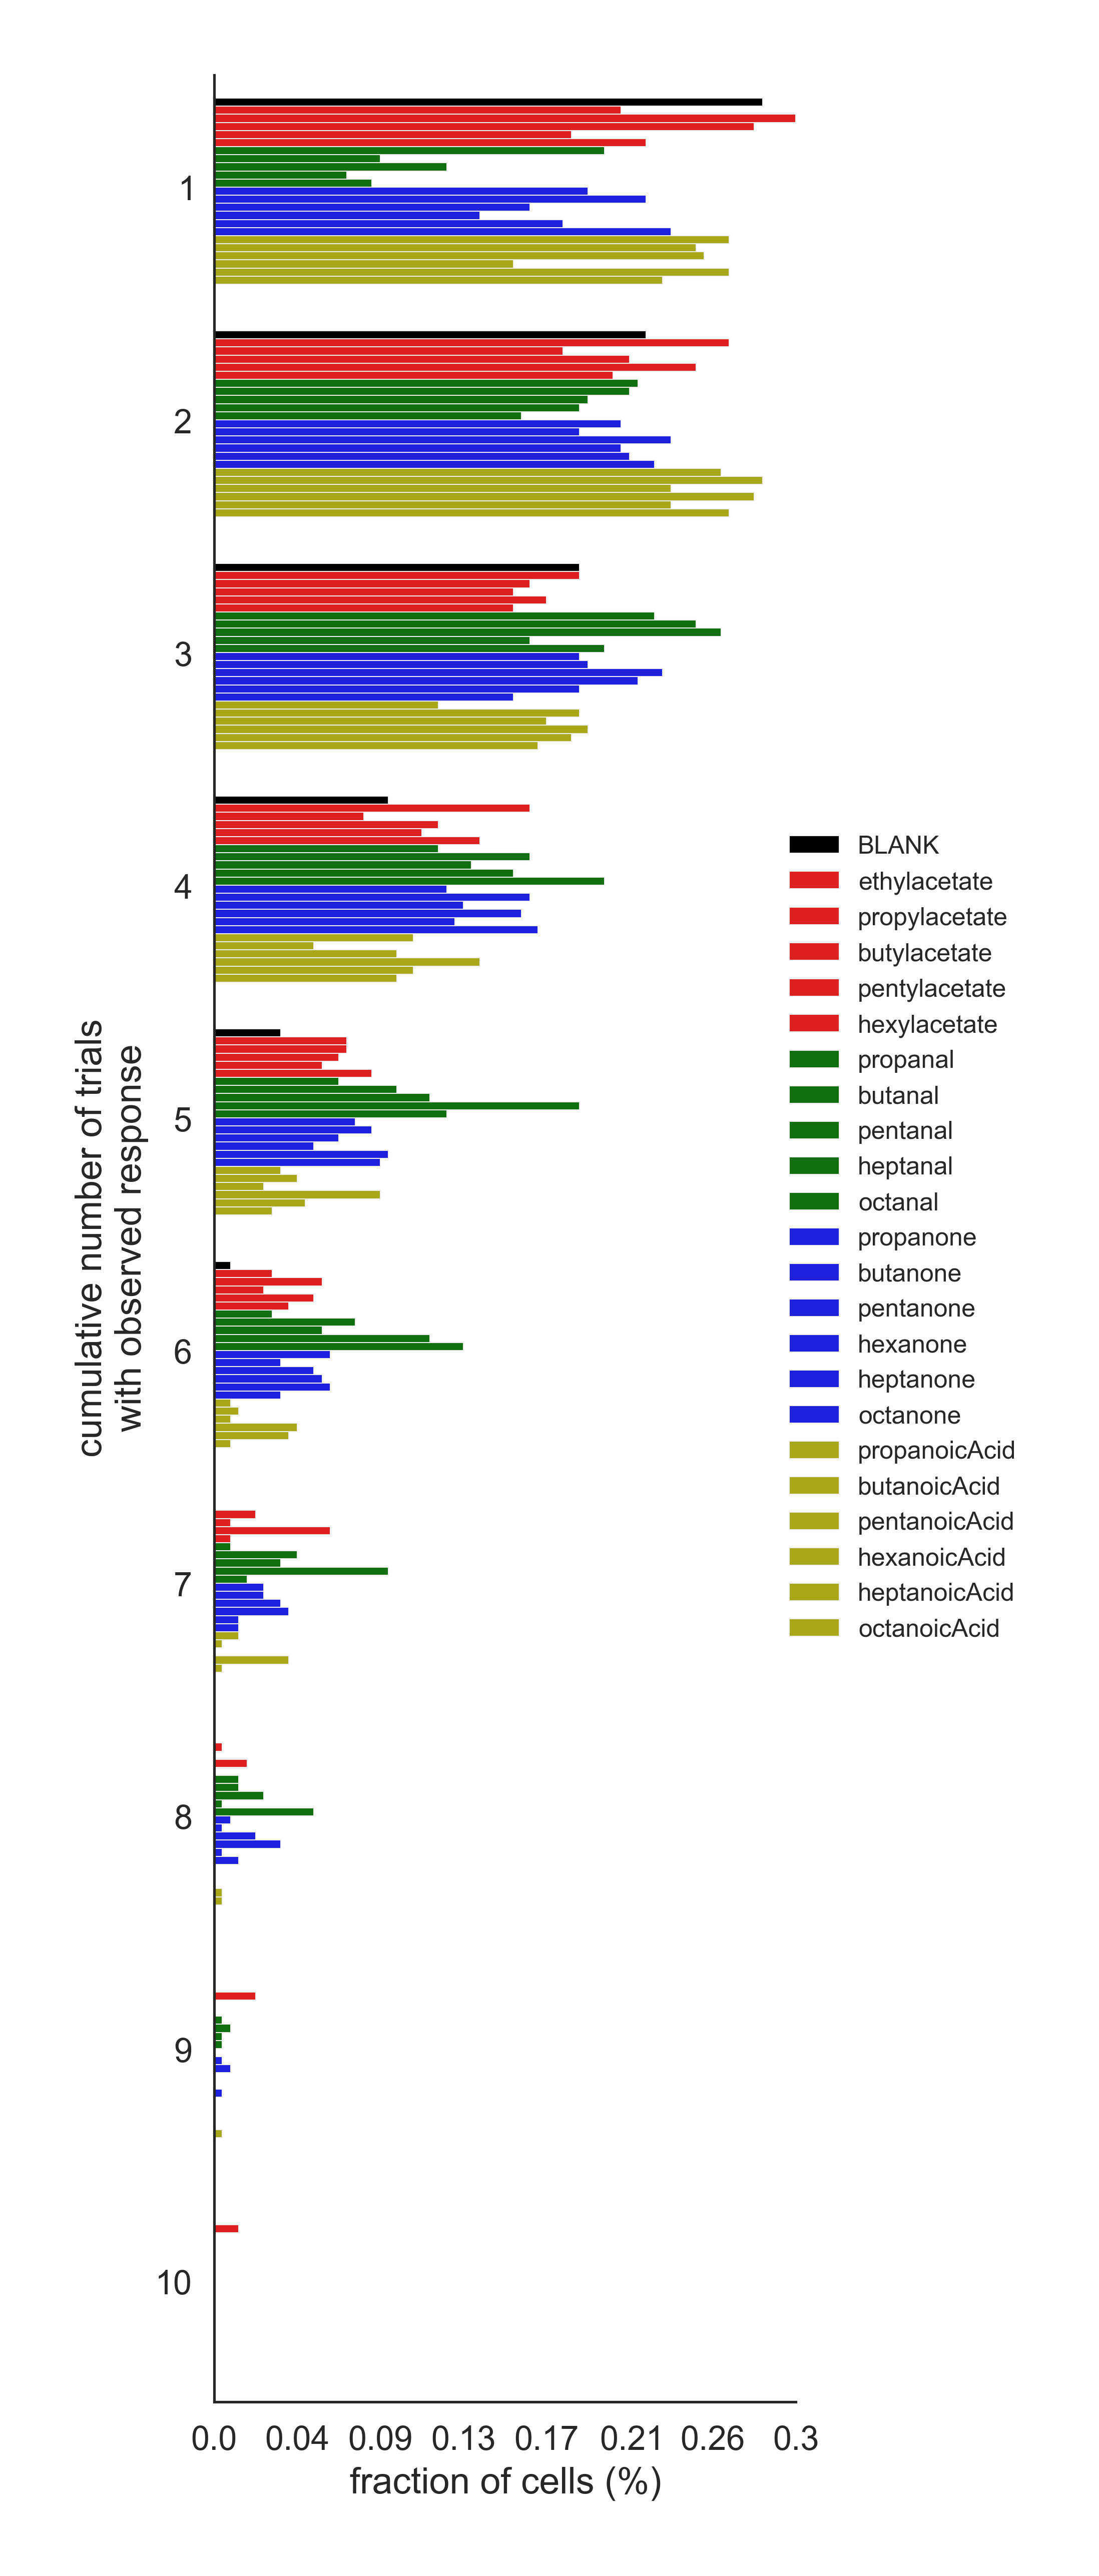 1
2
3
4
5
6
7
8
9
10
cumulative number of trials
with observed response
BLANK
ethylacetate
propylacetate
butylacetate
pentylacetate
hexylacetate
propanal
butanal
pentanal
heptanal
octanal
propanone
butanone
pentanone
hexanone
heptanone
octanone
propanoicAcid
butanoicAcid
pentanoicAcid
hexanoicAcid
heptanoicAcid
octanoicAcid
0.0 0.04 0.09 0.13 0.17 0.21 0.26 0.3
fraction of cells (%)